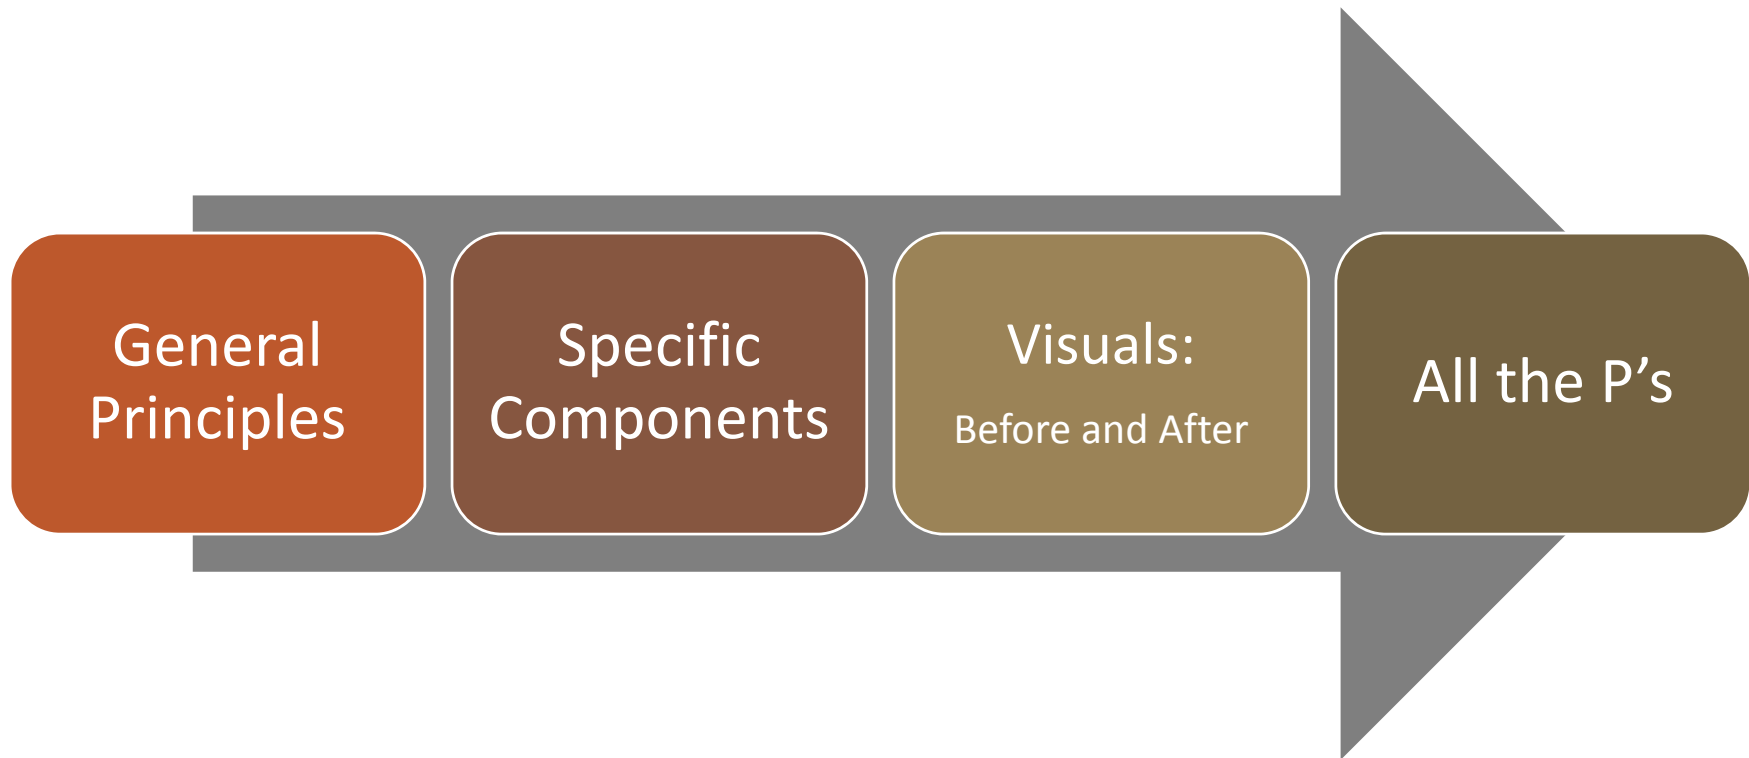 General
Principles
Specific
Components
Visuals:
Before and After
All the P’s